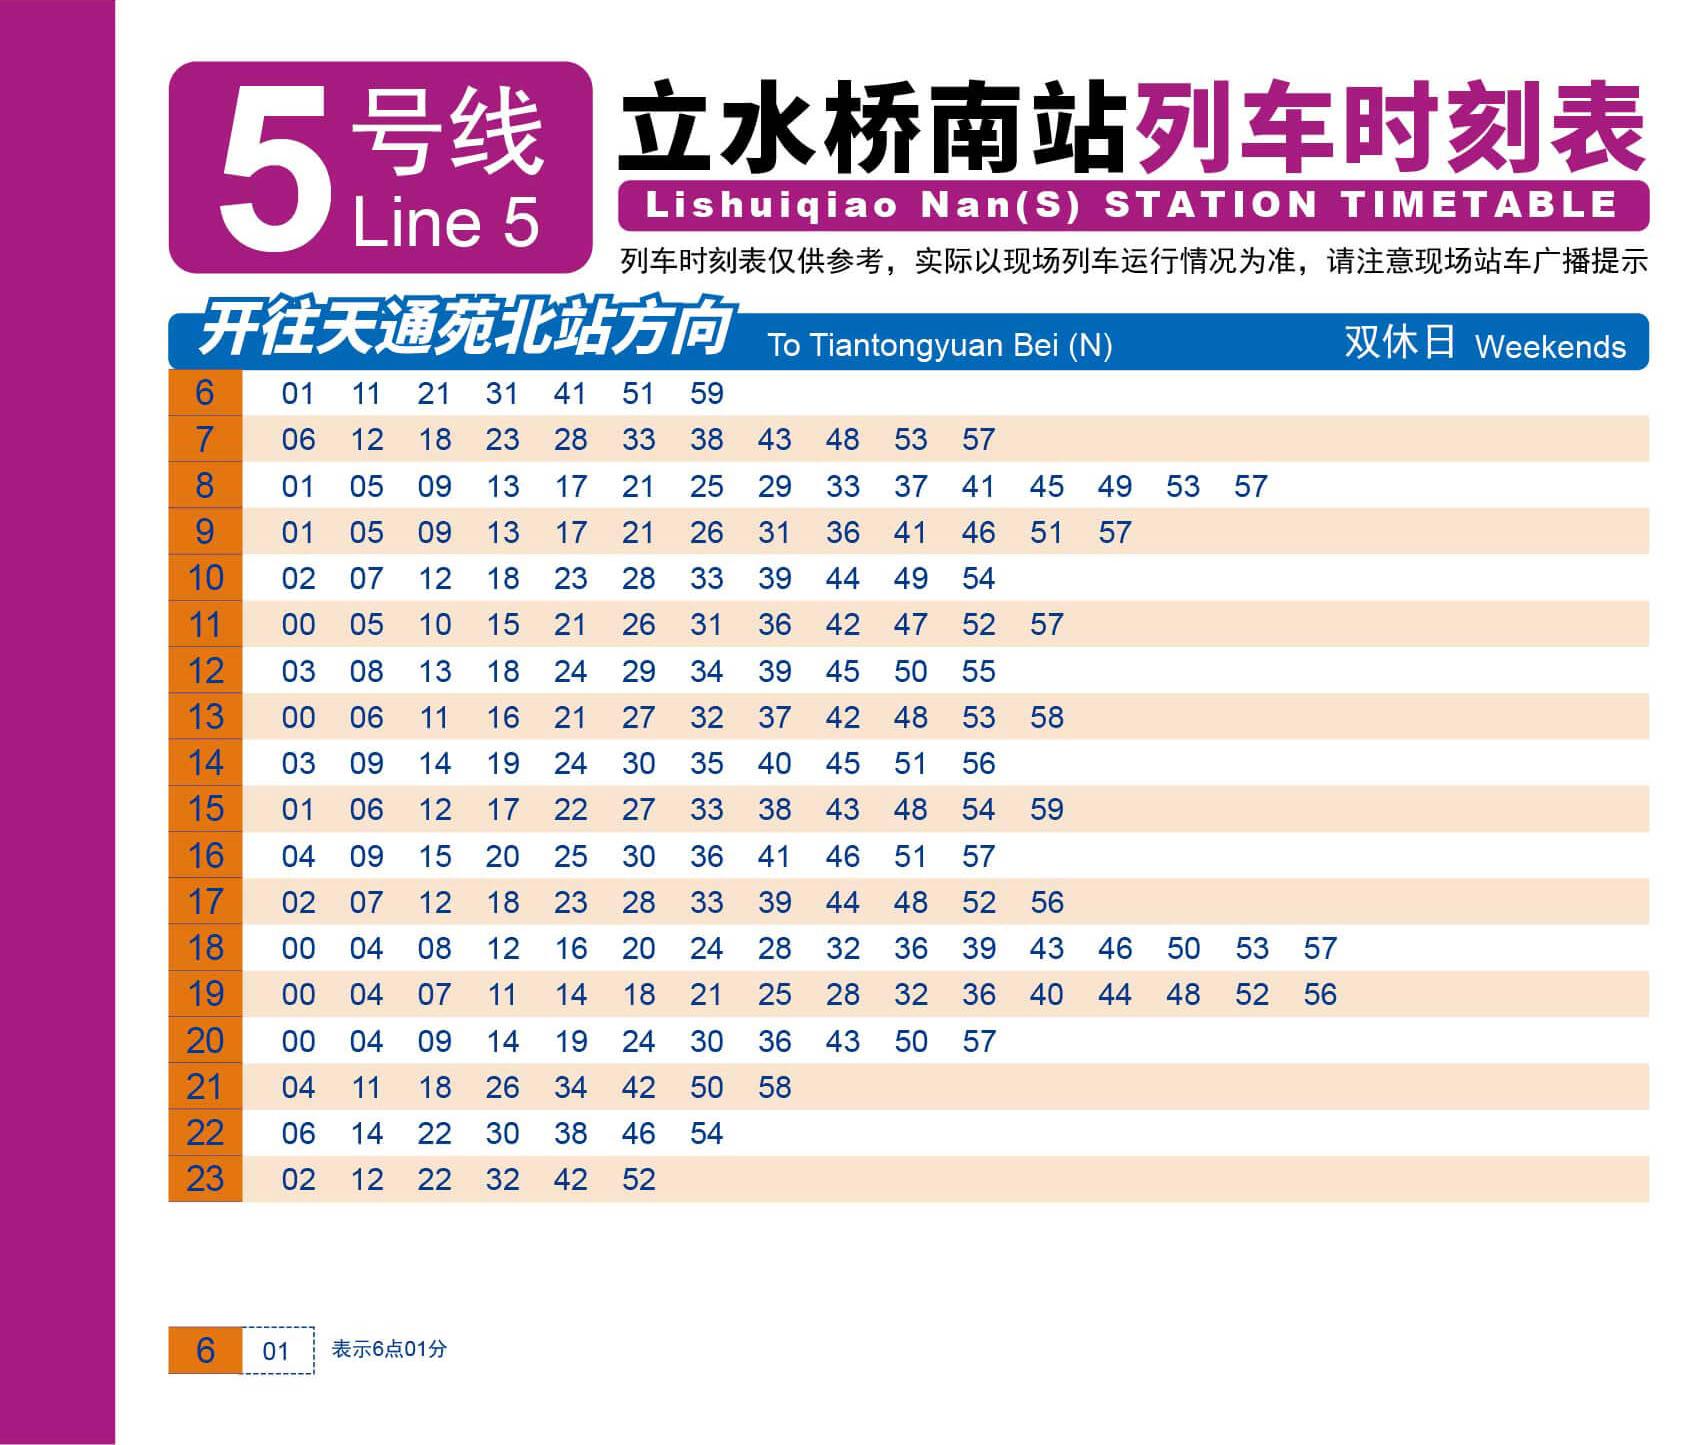 5号线
Line 5
立水桥南站列车时刻表
Lishuiqiao Nan(S) STATION TIMETABLE
列车时刻表仅供参考，实际以现场列车运行情况为准，请注意现场站车广播提示
开往天通苑北站方向 To Tiantongyuan Bei (N) 双休日 Weekends
6 01 11 21 31 41 51 59
7 06 12 18 23 28 33 38 43 48 53 57
8 01 05 09 13 17 21 25 29 33 37 41 45 49 53 57
9 01 05 09 13 17 21 26 31 36 41 46 51 57
10 02 07 12 18 23 28 33 39 44 49 54
11 00 05 10 15 21 26 31 36 42 47 52 57
12 03 08 13 18 24 29 34 39 45 50 55
13 00 06 11 16 21 27 32 37 42 48 53 58
14 03 09 14 19 24 30 35 40 45 51 56
15 01 06 12 17 22 27 33 38 43 48 54 59
16 04 09 15 20 25 30 36 41 46 51 57
17 02 07 12 18 23 28 33 39 44 48 52 56
18 00 04 08 12 16 20 24 28 32 36 39 43 46 50 53 57
19 00 04 07 11 14 18 21 25 28 32 36 40 44 48 52 56
20 00 04 09 14 19 24 30 36 43 50 57
21 04 11 18 26 34 42 50 58
22 06 14 22 30 38 46 54
23 02 12 22 32 42 52
6 01 表示6点01分